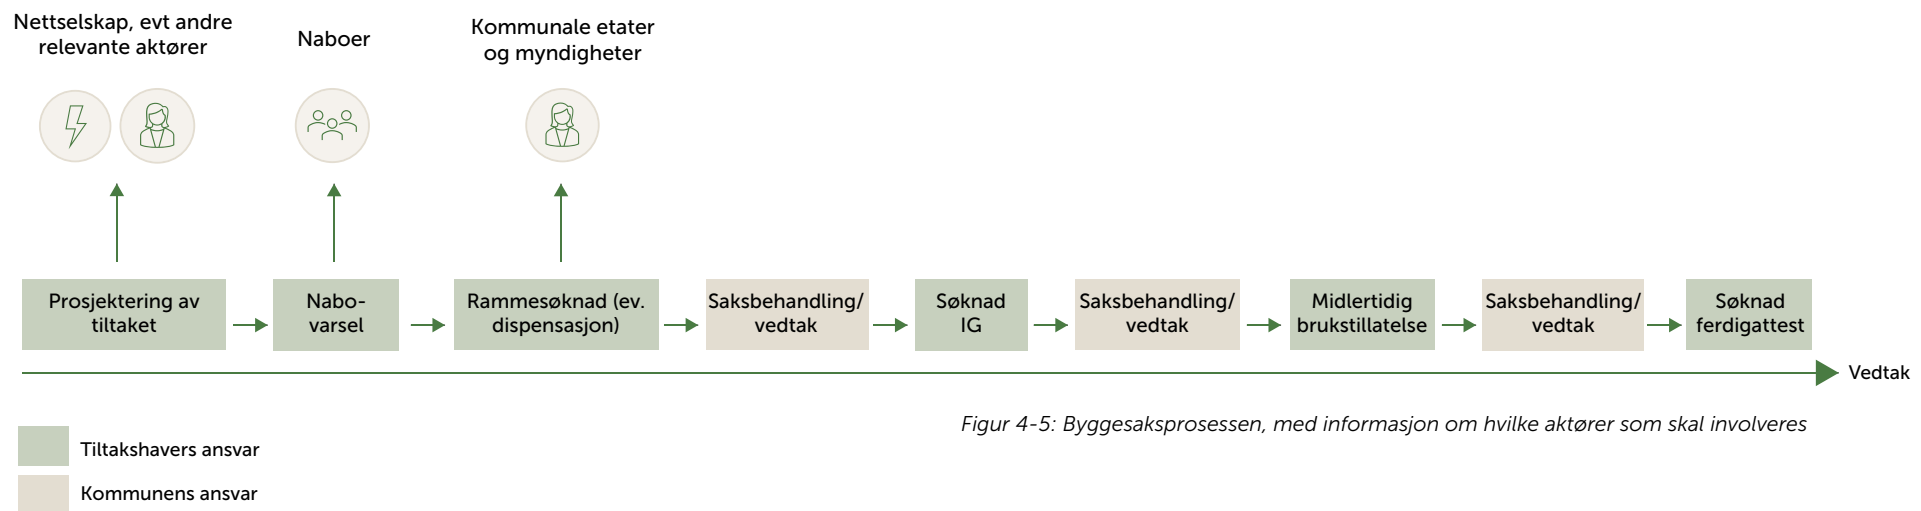 Nettselskap, evt andre
relevante aktører
Naboer
Kommunale etater
og myndigheter
Prosjektering av
tiltaket
Nabo-
varsel
Rammesøknad (ev.
dispensasjon)
Saksbehandling/
vedtak
Søknad
IG
Saksbehandling/
vedtak
Midlertidig
brukstillatelse
Saksbehandling/
vedtak
Søknad
ferdigattest
Vedtak
Figur 4-5: Byggesaksprosessen, med informasjon om hvilke aktører som skal involveres
Tiltakshavers ansvar
Kommunens ansvar